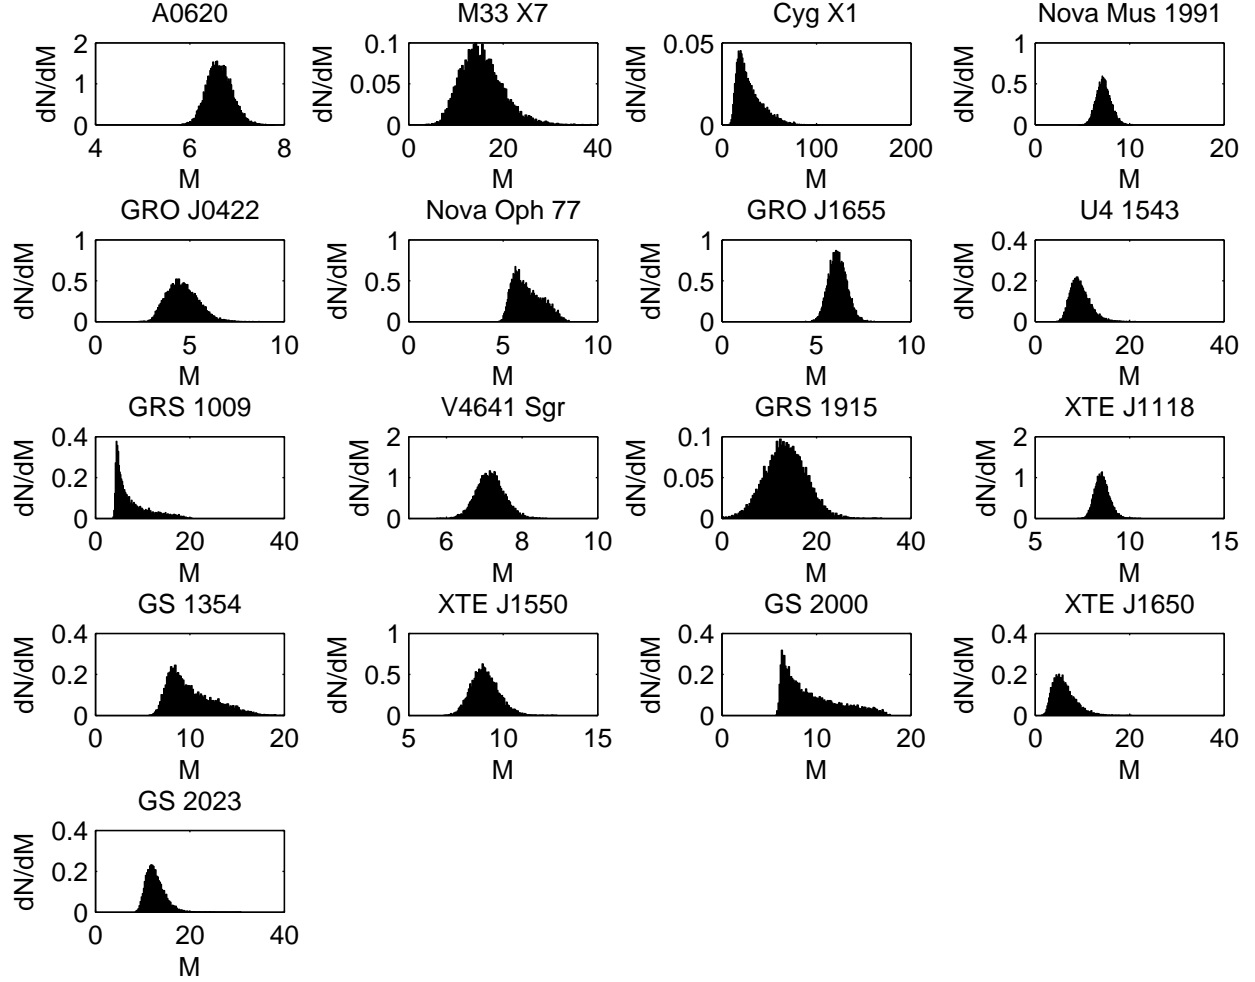 A0620 M33 X7 Cyg X1 Nova Mus 1991
2 0.1 0.05 1
dN/dM 1 dN/dM 0.05 dN/dM dN/dM 0.5
0 0 0 0
4 6 8 0 20 40 0 100 200 0 10 20
M M M M
GRO J0422 Nova Oph 77 GRO J1655 U4 1543
1 1 1 0.4
dN/dM 0.5 dN/dM 0.5 dN/dM 0.5 dN/dM 0.2
0 0 0 0
0 5 10 0 5 10 0 5 10 0 20 40
M M M M
GRS 1009 V4641 Sgr GRS 1915 XTE J1118
0.4 2 0.1 2
dN/dM 0.2 dN/dM 1 dN/dM 0.05 dN/dM 1
0 0 0 0
0 20 40 6 8 10 0 20 40 5 10 15
M M M M
GS 1354 XTE J1550 GS 2000 XTE J1650
0.4 1 0.4 0.4
dN/dM 0.2 dN/dM 0.5 dN/dM 0.2 dN/dM 0.2
0 0 0 0
0 10 20 5 10 15 0 10 20 0 20 40
M M M M
GS 2023
0.4
dN/dM 0.2
0
0 20 40
M